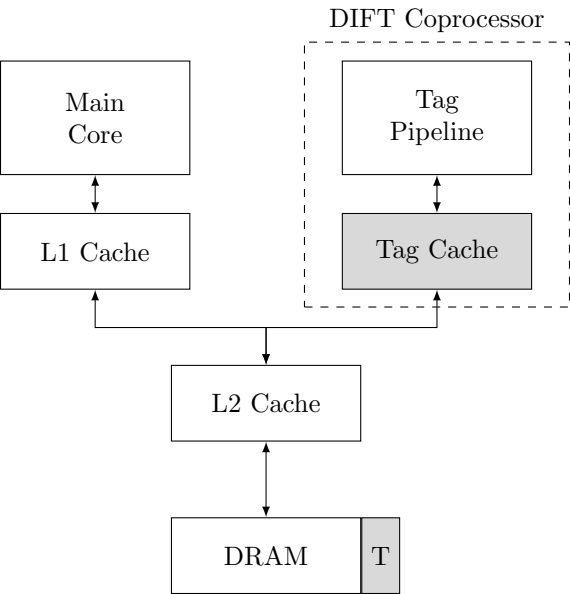 DIFT Coprocessor
Main
Core
Tag
Pipeline
L1 Cache
Tag Cache
L2 Cache
DRAM
T